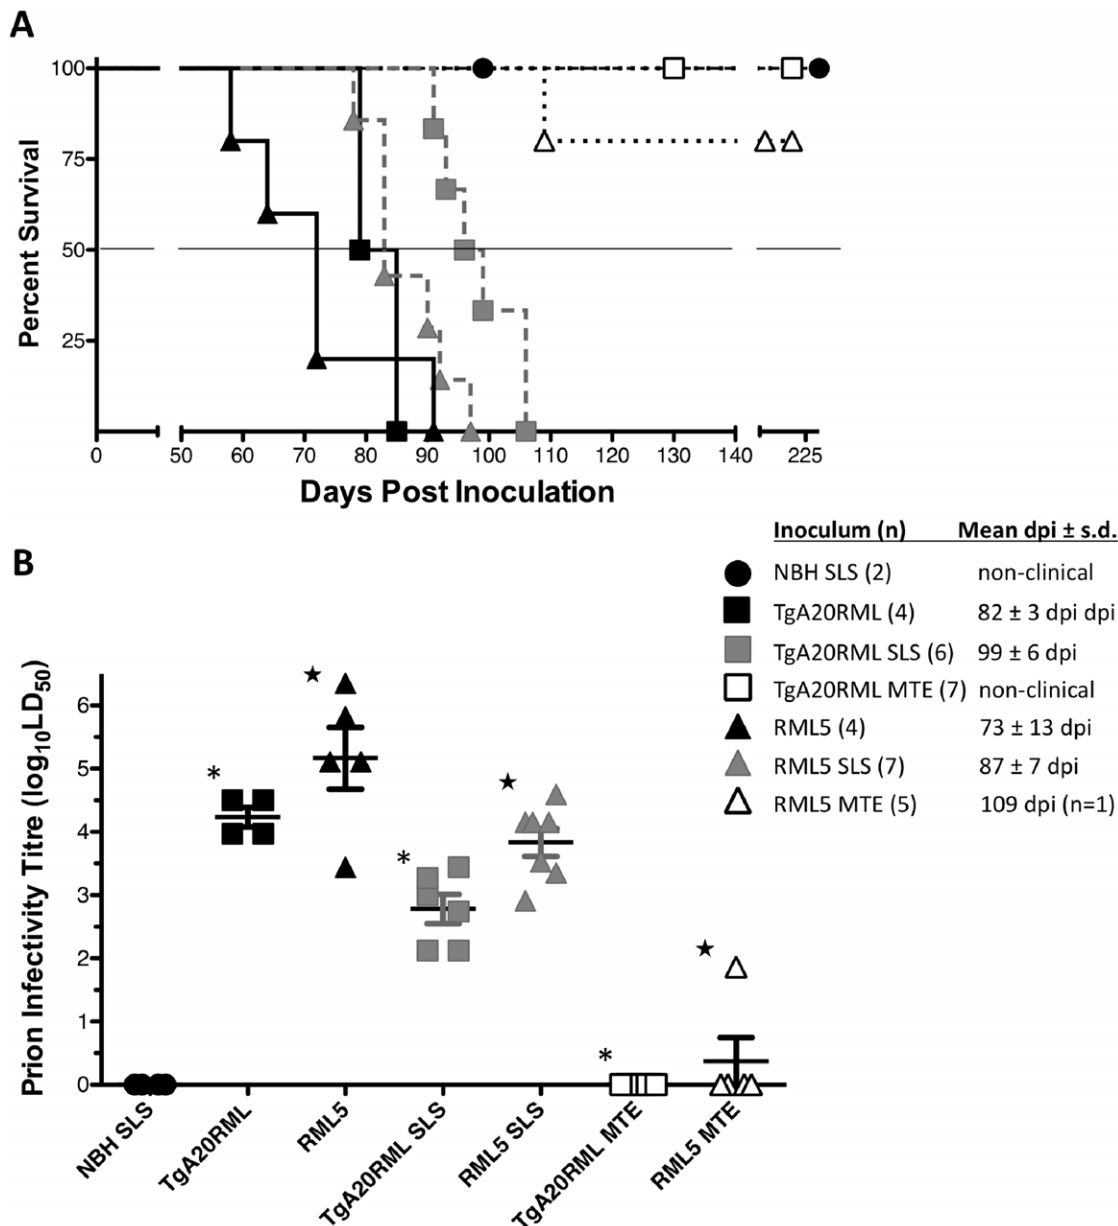 A
100
75
50
25
Percent Survival
0 50 60 70 80 90 100 110 120 130 140 225
Days Post Inoculation
Inoculum (n) Mean dpi ± s.d.
NBH SLS (2) non-clinical
TgA20RML (4) 82 ± 3 dpi dpi
TgA20RML SLS (6) 99 ± 6 dpi
TgA20RML MTE (7) non-clinical
RML5 (4) 73 ± 13 dpi
RML5 SLS (7) 87 ± 7 dpi
RML5 MTE (5) 109 dpi (n=1)
B
Prion Infectivity Titre (log10LD50)
6
5
4
3
2
1
0
*
*
*
NBH SLS
TgA20RML
RML5
TgA20RML SLS
RML5 SLS
TgA20RML MTE
RML5 MTE